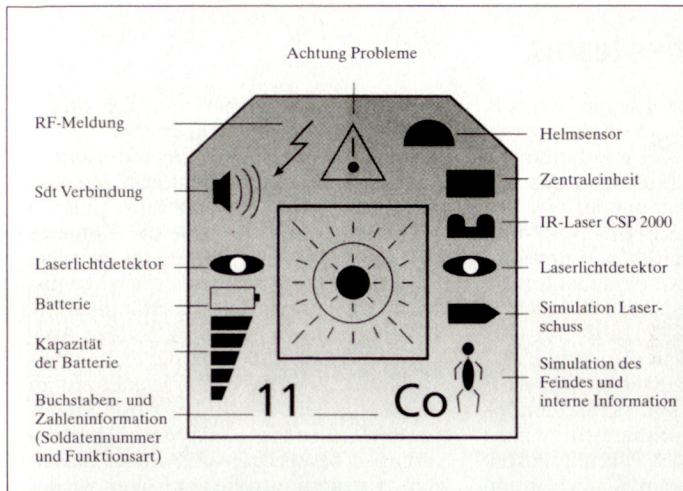 Achtung Probleme
RF-Meldung
Sdt Verbindung
Laserlichtdetektor
Batterie
Kapazität
der Batterie
Buchstaben- und
Zahleninformation
(Soldatennummer
und Funktionsart)
11
Co
Helmsensor
Zentraleinheit
IR-Laser CSP 2000
Laserlichtdetektor
Simulation Laser-
schuss
Simulation des
Feindes und
interne Information